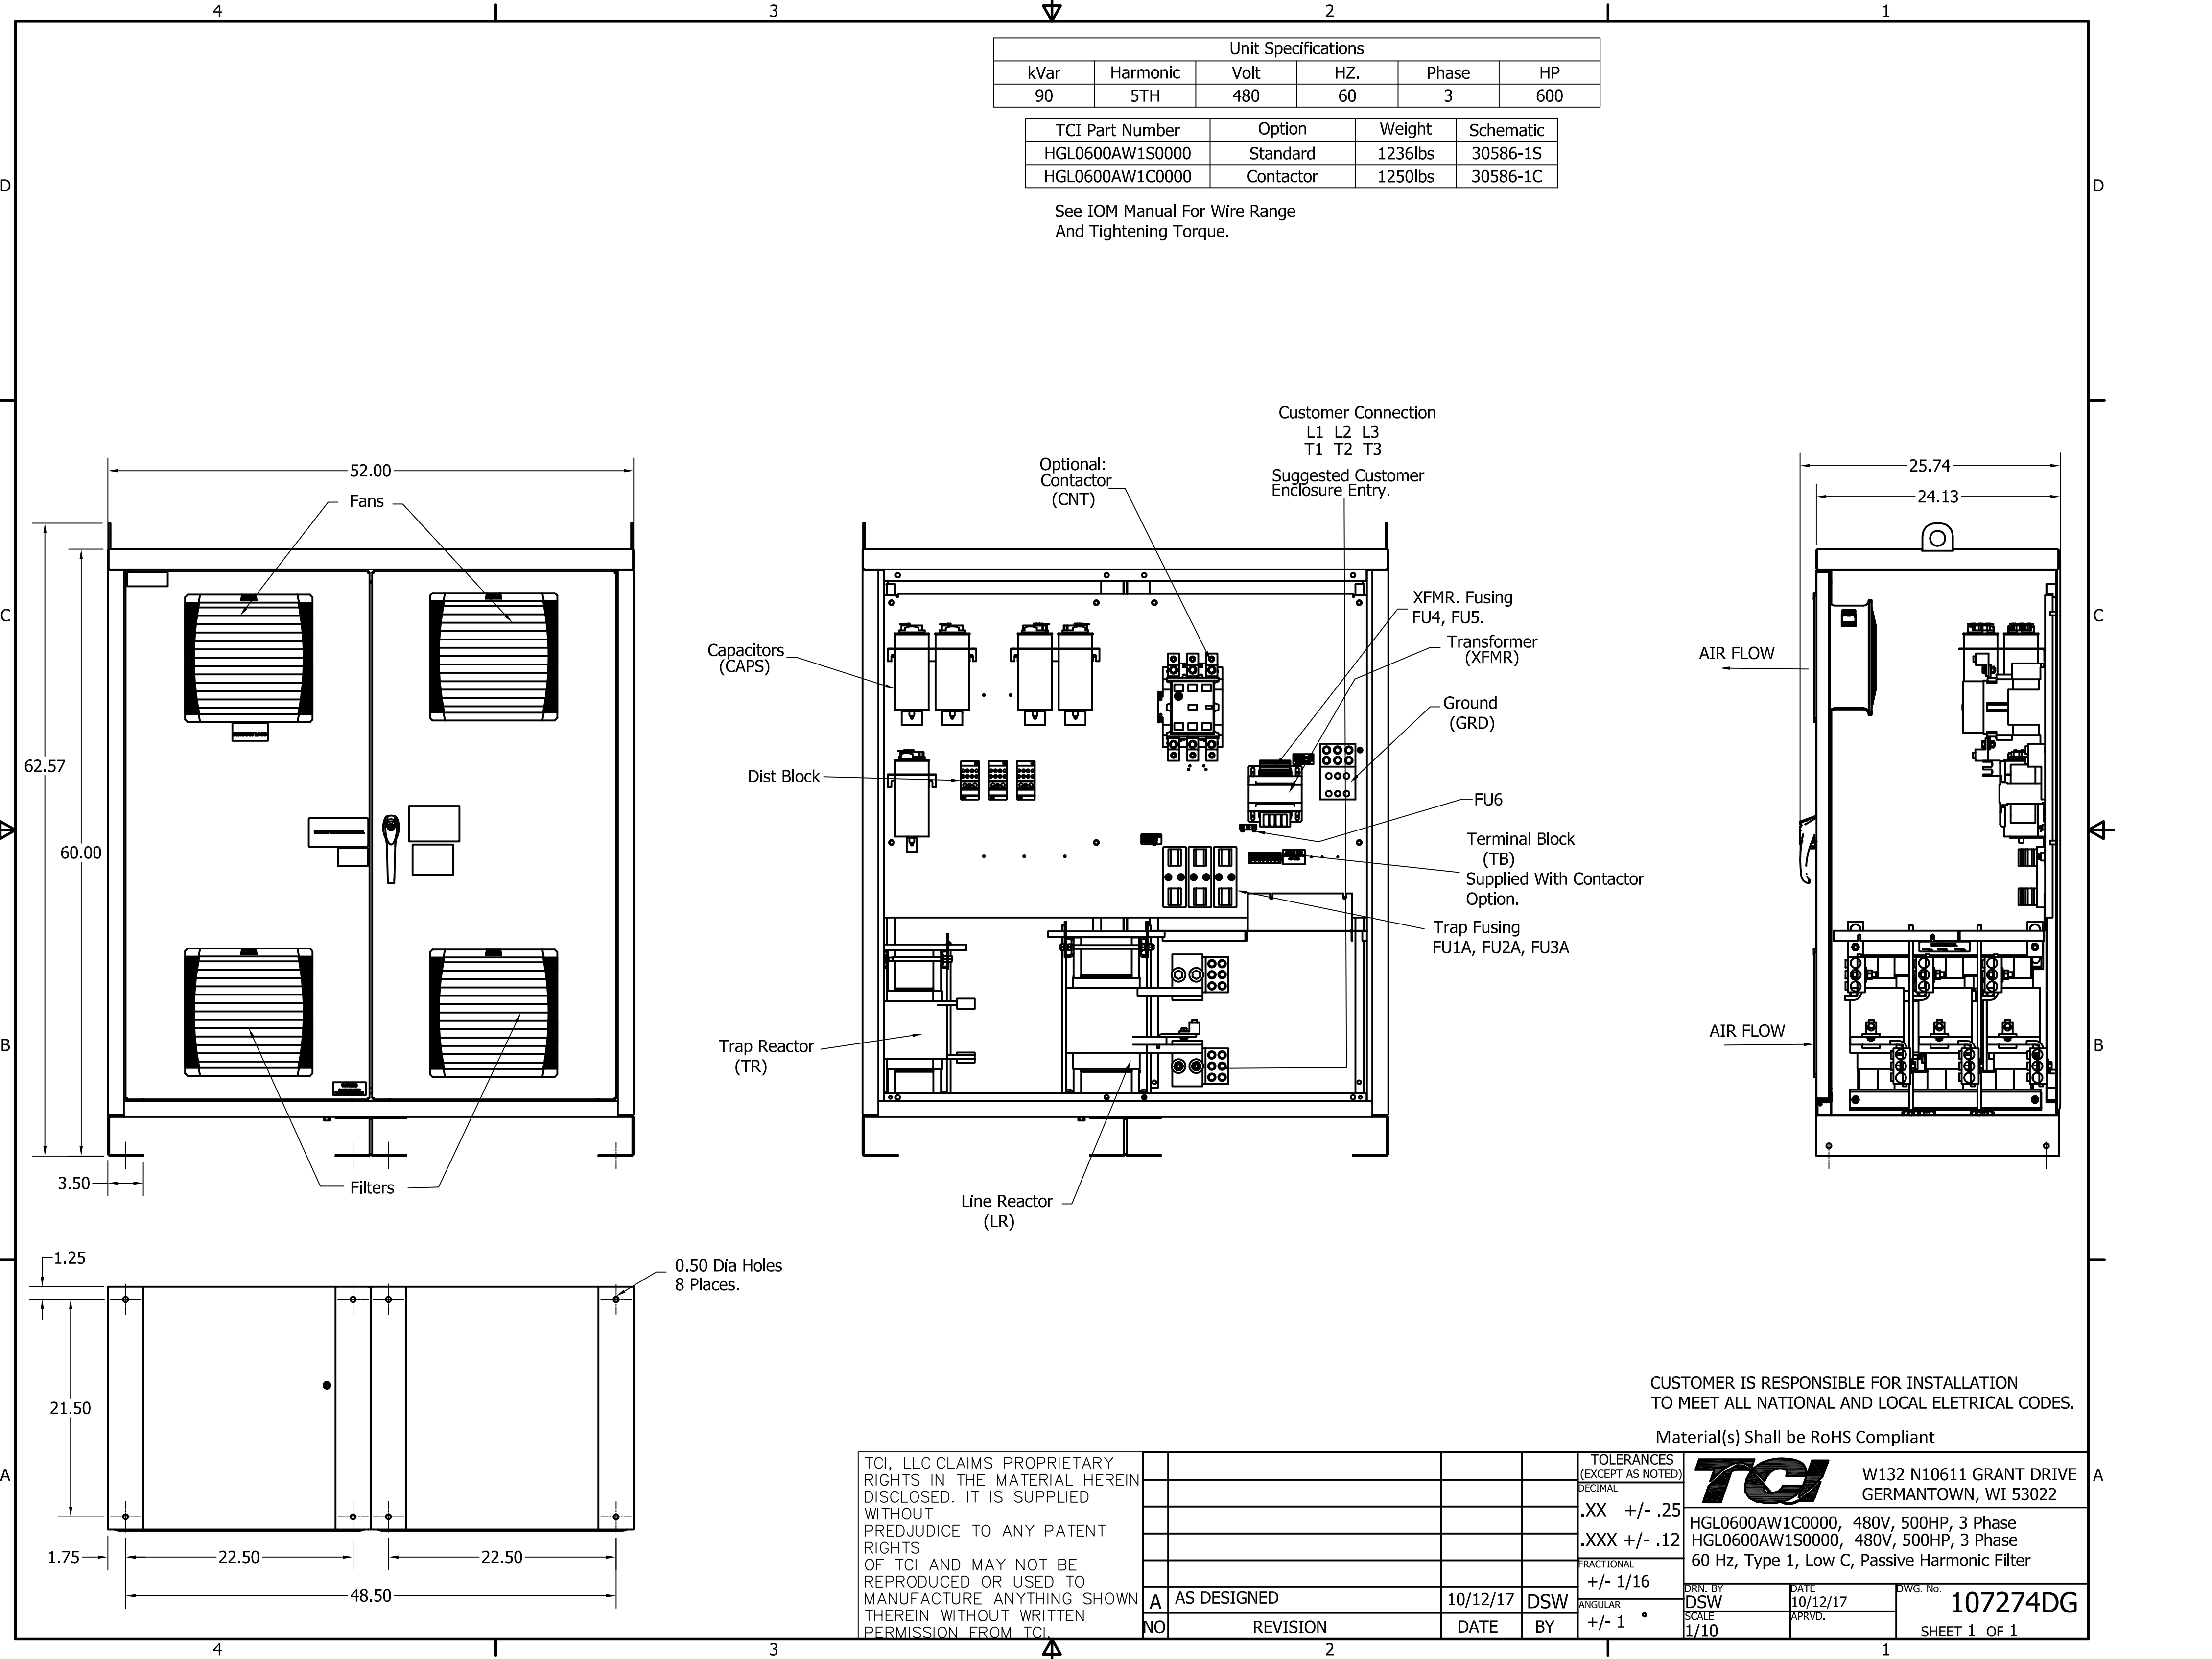 4 3 2 1
Unit Specifications
kVar Harmonic Volt HZ. Phase HP
90 5TH 480 60 3 600
TCI Part Number Option Weight Schematic
HGL0600AW1S0000 Standard 1236lbs 30586-1S
HGL0600AW1C0000 Contactor 1250lbs 30586-1C
See IOM Manual For Wire Range
And Tightening Torque.
D D
Customer Connection
L1 L2 L3
T1 T2 T3
Suggested Customer
Enclosure Entry.
Optional:
Contactor
(CNT)
52.00
Fans
25.74
24.13
C C
XFMR. Fusing
FU4, FU5.
Transformer
(XFMR)
Capacitors
(CAPS)
AIR FLOW
Ground
(GRD)
62.57
Dist Block
FU6
60.00
Terminal Block
(TB)
Supplied With Contactor
Option.
Trap Fusing
FU1A, FU2A, FU3A
B B
Trap Reactor
(TR)
AIR FLOW
3.50
Filters
Line Reactor
(LR)
1.25
0.50 Dia Holes
8 Places.
21.50
1.75
22.50
22.50
48.50
CUSTOMER IS RESPONSIBLE FOR INSTALLATION
TO MEET ALL NATIONAL AND LOCAL ELETRICAL CODES.
Material(s) Shall be RoHS Compliant
A A
TCI, LLC CLAIMS PROPRIETARY
RIGHTS IN THE MATERIAL HEREIN
DISCLOSED. IT IS SUPPLIED
WITHOUT
PREDJUDICE TO ANY PATENT
RIGHTS
OF TCI AND MAY NOT BE
REPRODUCED OR USED TO
MANUFACTURE ANYTHING SHOWN
THEREIN WITHOUT WRITTEN
PERMISSION FROM TCI.
A AS DESIGNED 10/12/17 DSW
NO REVISION DATE BY
TOLERANCES
(EXCEPT AS NOTED)
DECIMAL
.XX +/- .25
.XXX +/- .12
FRACTIONAL
+/- 1/16
ANGULAR
+/- 1 °
TCI
W132 N10611 GRANT DRIVE
GERMANTOWN, WI 53022
HGL0600AW1C0000, 480V, 500HP, 3 Phase
HGL0600AW1S0000, 480V, 500HP, 3 Phase
60 Hz, Type 1, Low C, Passive Harmonic Filter
DRN. BY
DSW
DATE
10/12/17
DWG. No.
107274DG
SCALE
1/10
APRVD.
SHEET 1 OF 1
4 3 2 1